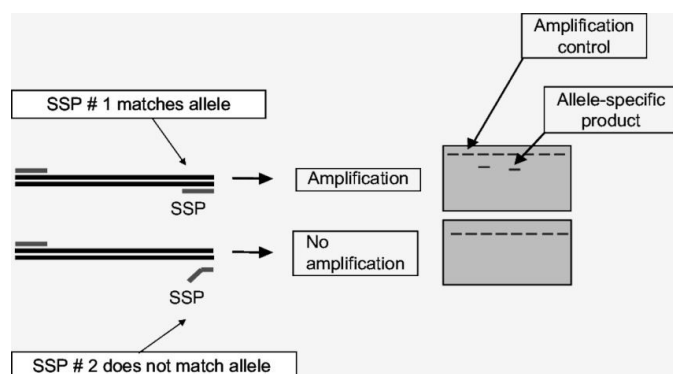 Amplification
control
SSP # 1 matches allele
Allele-specific
product
Amplification
SSP
No
amplification
SSP
SSP # 2 does not match allele